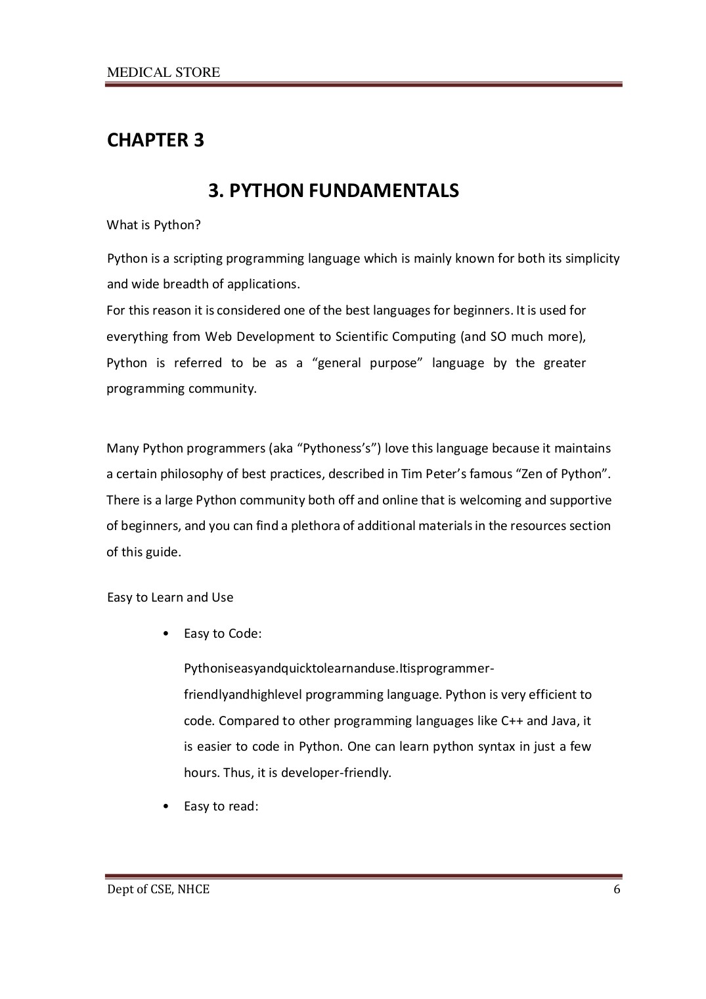 MEDICAL STORE
CHAPTER 3
3. PYTHON FUNDAMENTALS
What is Python?
Python is a scripting programming language which is mainly known for both its simplicity
and wide breadth of applications.
For this reason it is considered one of the best languages for beginners. It is used for
everything from Web Development to Scientific Computing (and SO much more),
Python is referred to be as a “general purpose” language by the greater
programming community.
Many Python programmers (aka “Pythoness’s”) love this language because it maintains
a certain philosophy of best practices, described in Tim Peter’s famous “Zen of Python”.
There is a large Python community both off and online that is welcoming and supportive
of beginners, and you can find a plethora of additional materials in the resources section
of this guide.
Easy to Learn and Use
• Easy to Code:
Pythoniseasyandquicktolearnanduse.Itisprogrammer-
friendlyandhighlevel programming language. Python is very efficient to
code. Compared to other programming languages like C++ and Java, it
is easier to code in Python. One can learn python syntax in just a few
hours. Thus, it is developer-friendly.
• Easy to read:
Dept of CSE, NHCE 6